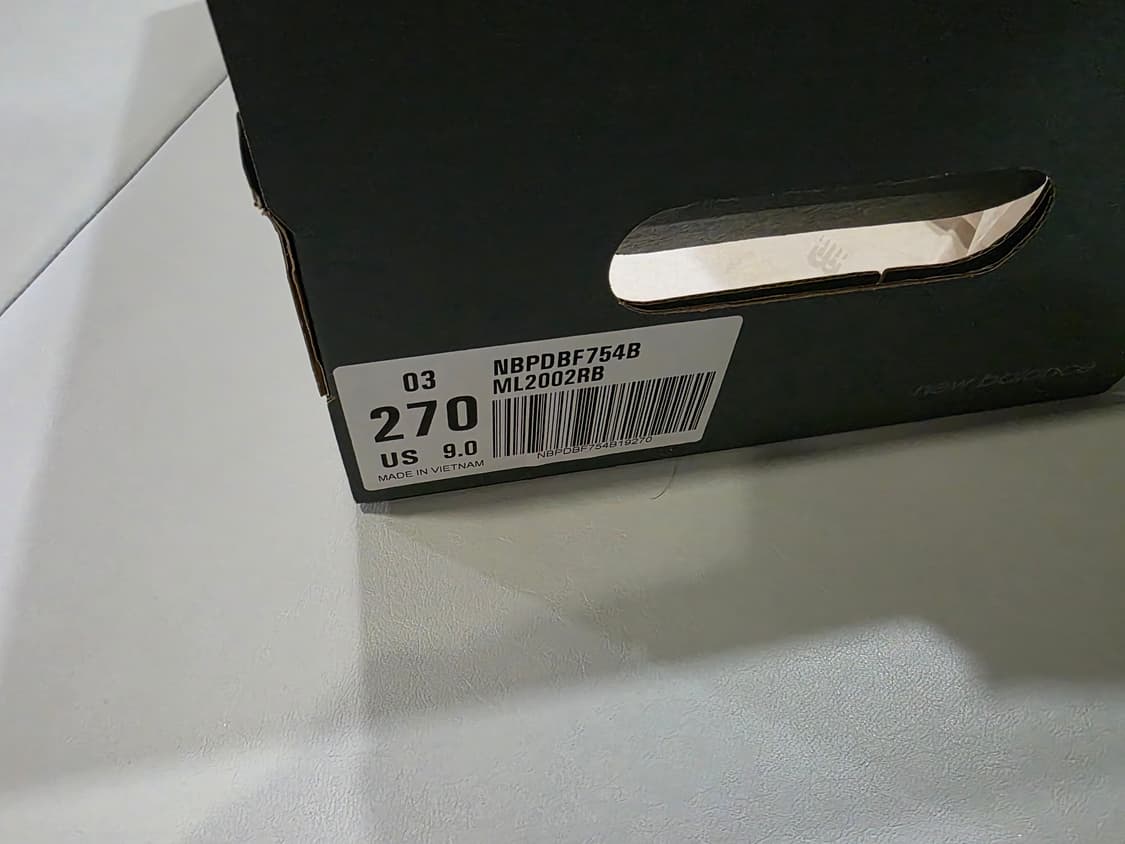 03
270
US 9.0
MADE IN VIETNAM
NBPDBF754B
ML2002RB
NBPDBF754B19270
new balance